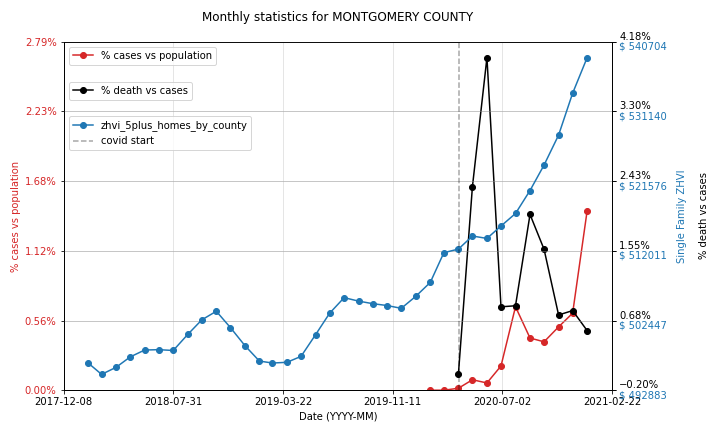 Monthly statistics for MONTGOMERY COUNTY
2.79%
2.23%
1.68%
1.12%
0.56%
0.00%
% cases vs population
% cases vs population
% death vs cases
zhvi_5plus_homes_by_county
covid start
4.18%
$ 540704
3.30%
$ 531140
2.43%
$ 521576
1.55%
$ 512011
0.68%
$ 502447
−0.20%
$ 492883
Single Family ZHVI
% death vs cases
2017-12-08
2018-07-31
2019-03-22
2019-11-11
2020-07-02
2021-02-22
Date (YYYY-MM)